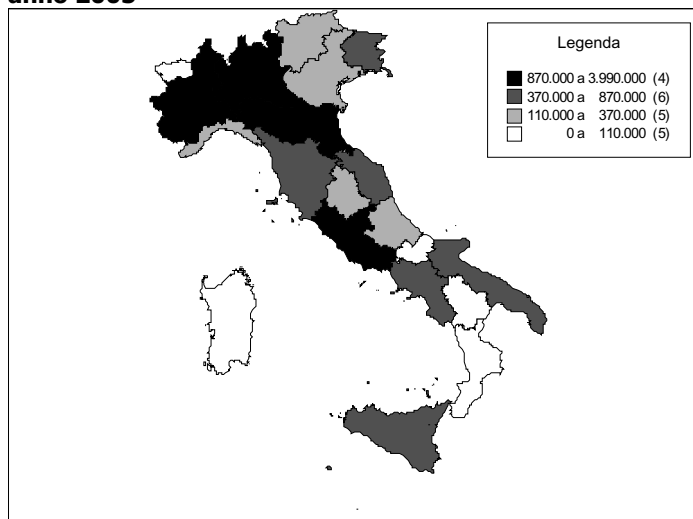 Legenda
870.000 a 3.990.000 (4)
370.000 a 870.000 (6)
110.000 a 370.000 (5)
0 a 110.000 (5)